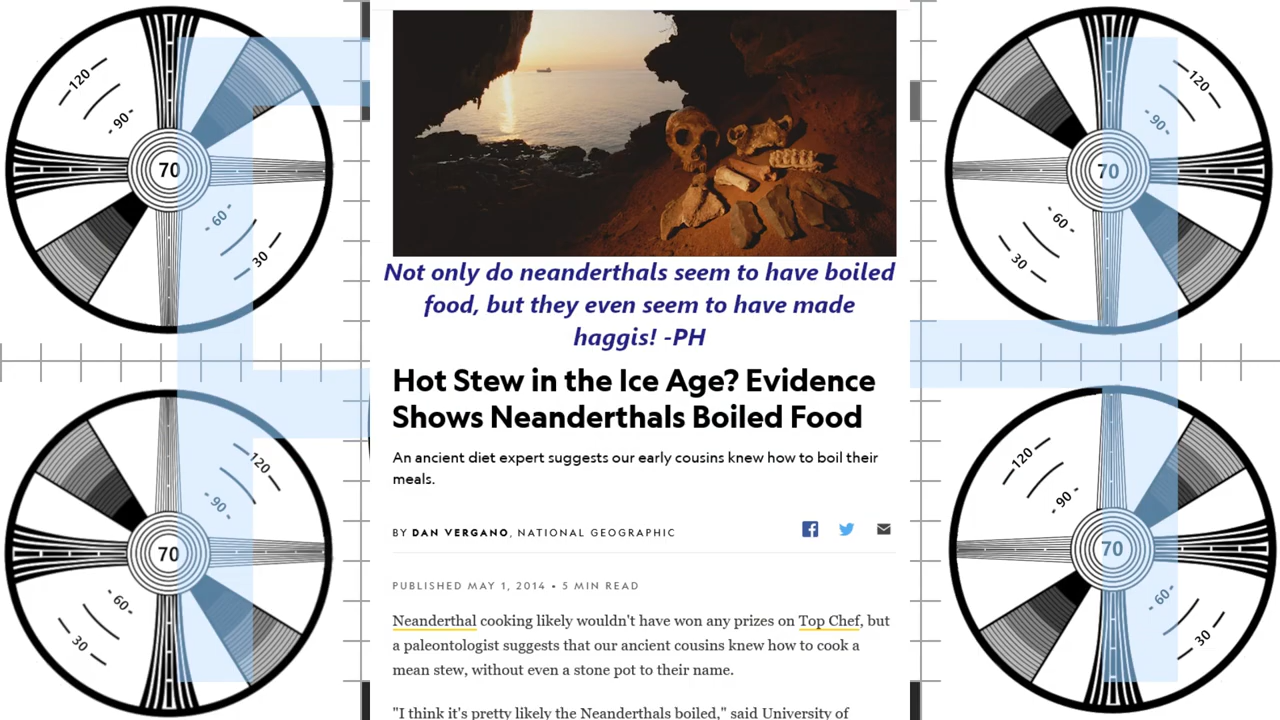 120
90
70
60
30
120
90
70
60
30
Not only do neanderthals seem to have boiled
food, but they even seem to have made
haggis! -PH
Hot Stew in the Ice Age? Evidence
Shows Neanderthals Boiled Food
An ancient diet expert suggests our early cousins knew how to boil their
meals.
BY DAN VERGANO, NATIONAL GEOGRAPHIC
PUBLISHED MAY 1, 2014 • 5 MIN READ
Neanderthal cooking likely wouldn't have won any prizes on Top Chef, but
a paleontologist suggests that our ancient cousins knew how to cook a
mean stew, without even a stone pot to their name.
"I think it's pretty likely the Neanderthals boiled," said University of
120
90
70
60
30
120
90
70
60
30